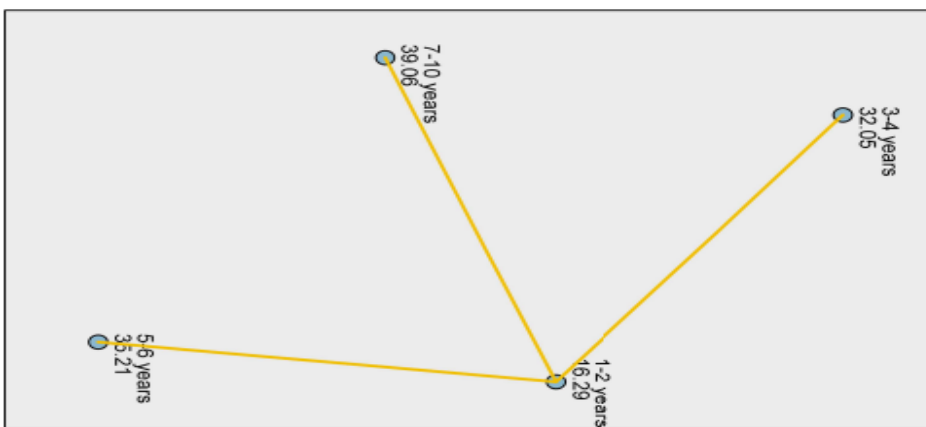 7-10 years
39.06
3-4 years
32.05
5-6 years
35.21
1-2 years
16.29